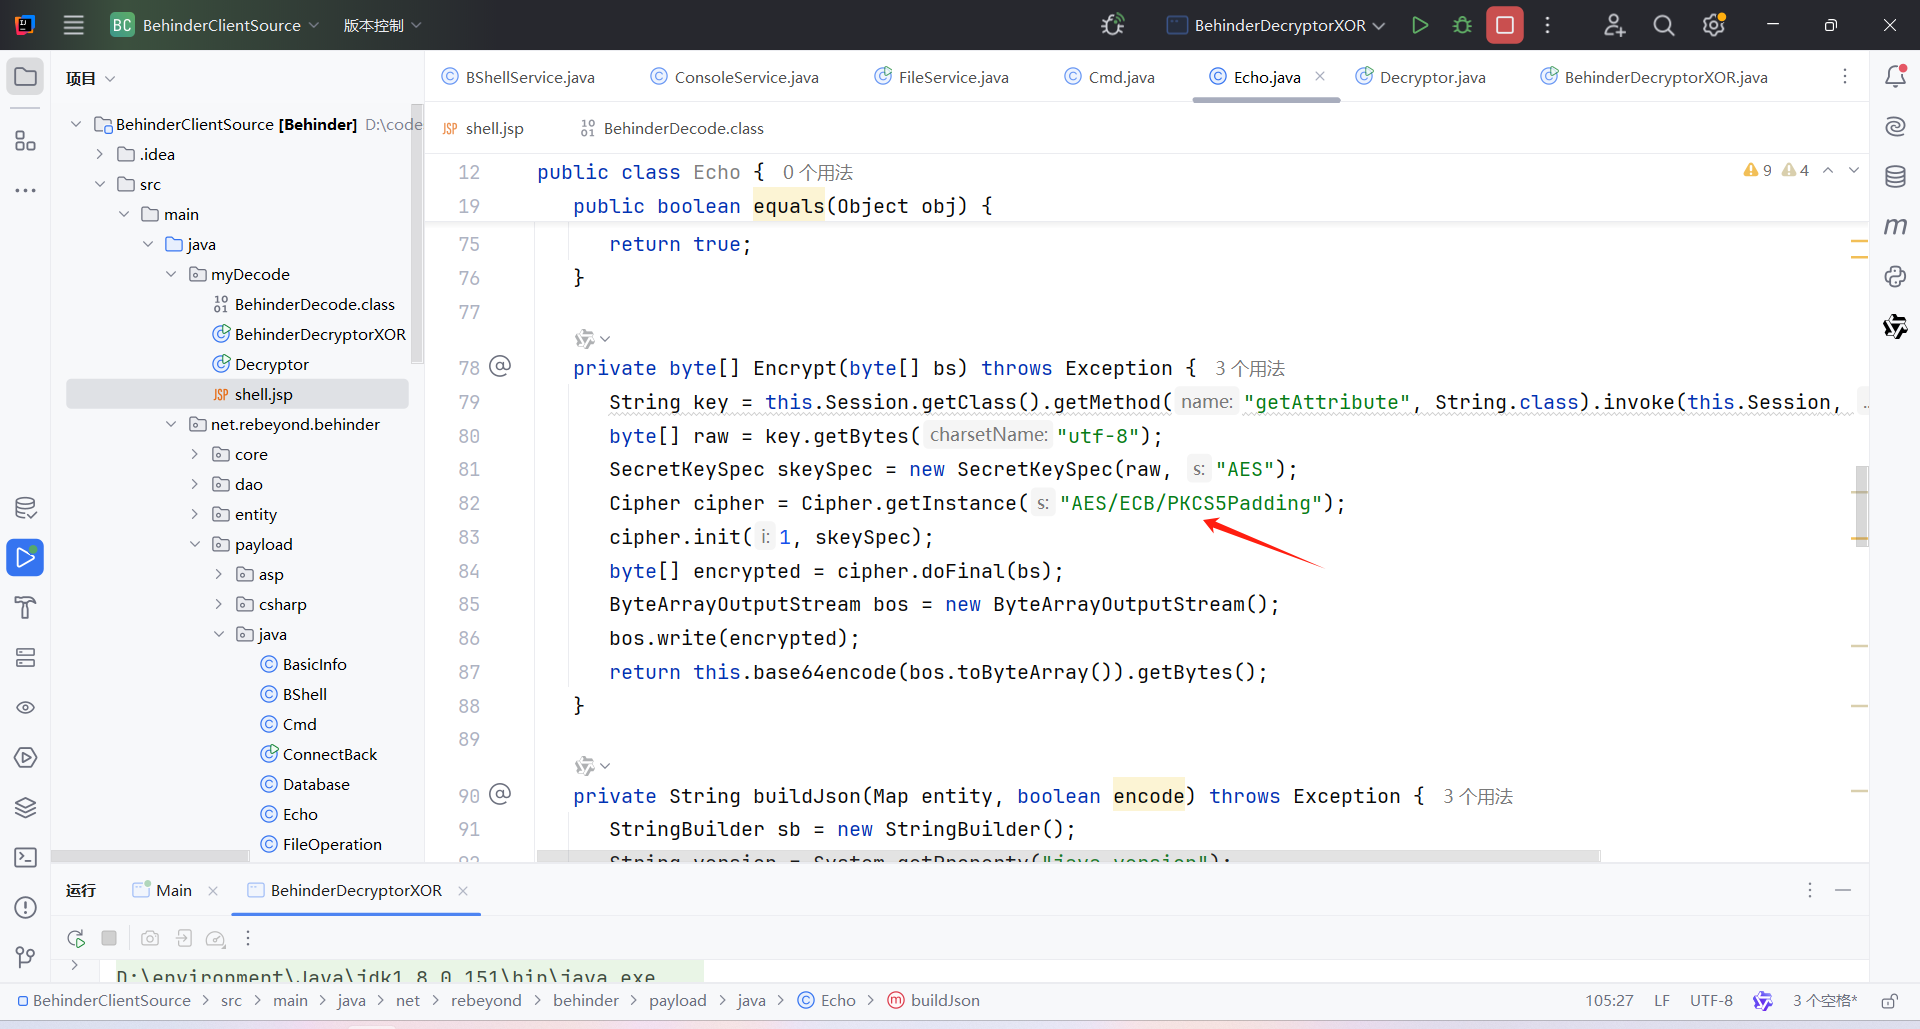 BC BehinderClientSource 版本控制 BehinderDecryptorXOR
项目
BShellService.java ConsoleService.java FileService.java Cmd.java Echo.java Decryptor.java BehinderDecryptorXOR.java
JSP shell.jsp BehinderDecode.class
BehinderClientSource [Behinder] D:\code
.idea
src
main
java
myDecode
BehinderDecode.class
BehinderDecryptorXOR
Decryptor
JSP shell.jsp
net.rebeyond.behinder
core
dao
entity
payload
asp
csharp
java
BasicInfo
BShell
Cmd
ConnectBack
Database
Echo
FileOperation
9 4
12 public class Echo { 0 个用法
19 public boolean equals(Object obj) {
75 return true;
76 }
77
78 @ private byte[] Encrypt(byte[] bs) throws Exception { 3 个用法
79 String key = this.Session.getClass().getMethod( name: "getAttribute", String.class).invoke(this.Session, ...
80 byte[] raw = key.getBytes( charsetName: "utf-8");
81 SecretKeySpec skeySpec = new SecretKeySpec(raw, s: "AES");
82 Cipher cipher = Cipher.getInstance( s: "AES/ECB/PKCS5Padding");
83 cipher.init( i: 1, skeySpec);
84 byte[] encrypted = cipher.doFinal(bs);
85 ByteArrayOutputStream bos = new ByteArrayOutputStream();
86 bos.write(encrypted);
87 return this.base64encode(bos.toByteArray()).getBytes();
88 }
89
90 @ private String buildJson(Map entity, boolean encode) throws Exception { 3 个用法
91 StringBuilder sb = new StringBuilder();
92 String version = System.getProperty("java.version");
运行 Main BehinderDecryptorXOR
D:\environment\Java\jdk1.8.0_151\bin\java.exe
BehinderClientSource > src > main > java > net > rebeyond > behinder > payload > java > Echo > buildJson
105:27 LF UTF-8 3 个空格*